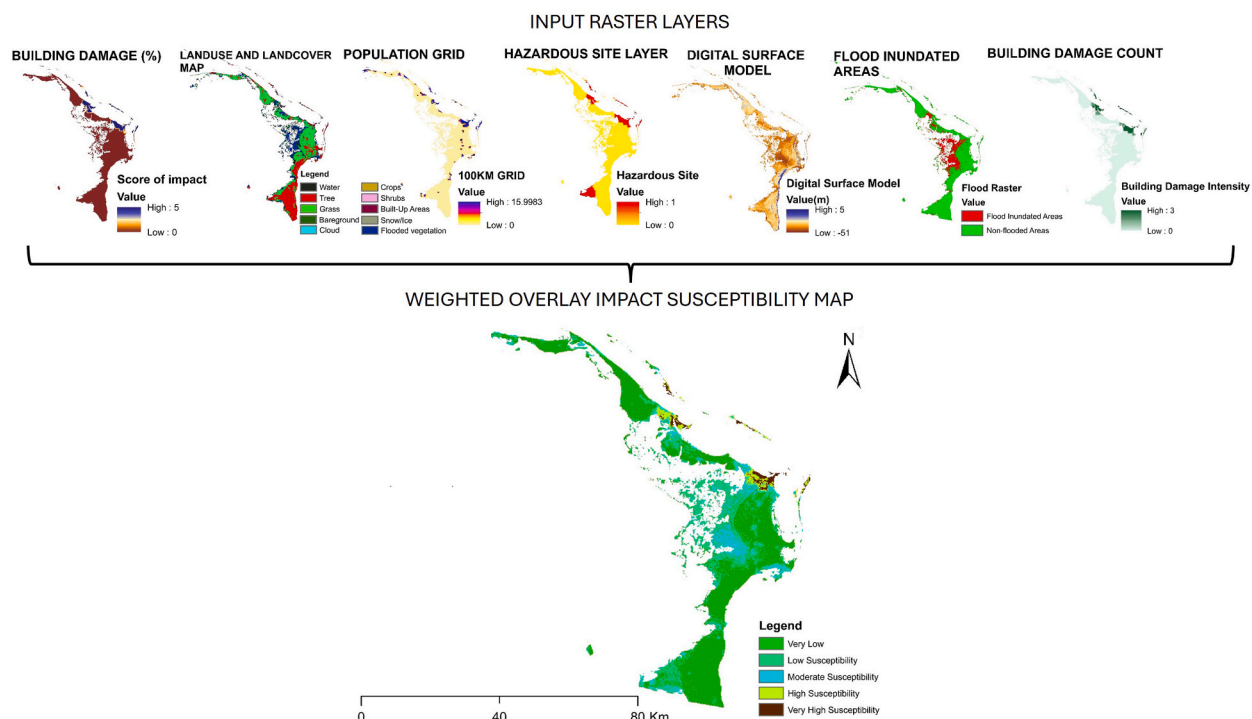 INPUT RASTER LAYERS
BUILDING DAMAGE (%)
Score of impact
Value
High : 5
Low : 0
LANDUSE AND LANDCOVER
MAP
Legend
Water
Tree
Grass
Bareground
Cloud
Crops
Shrubs
Built-Up Areas
Snow/Ice
Flooded vegetation
POPULATION GRID
100KM GRID
Value
High : 15.9983
Low : 0
HAZARDOUS SITE LAYER
Hazardous Site
Value
High : 1
Low : 0
DIGITAL SURFACE
MODEL
Digital Surface Model
Value(m)
High : 5
Low : -51
FLOOD INUNDATED
AREAS
Flood Raster
Value
Flood Inundated Areas
Non-flooded Areas
BUILDING DAMAGE COUNT
Building Damage Intensity
Value
High : 3
Low : 0
WEIGHTED OVERLAY IMPACT SUSCEPTIBILITY MAP
N
Legend
Very Low
Low Susceptibility
Moderate Susceptibility
High Susceptibility
Very High Susceptibility
0 80 Km